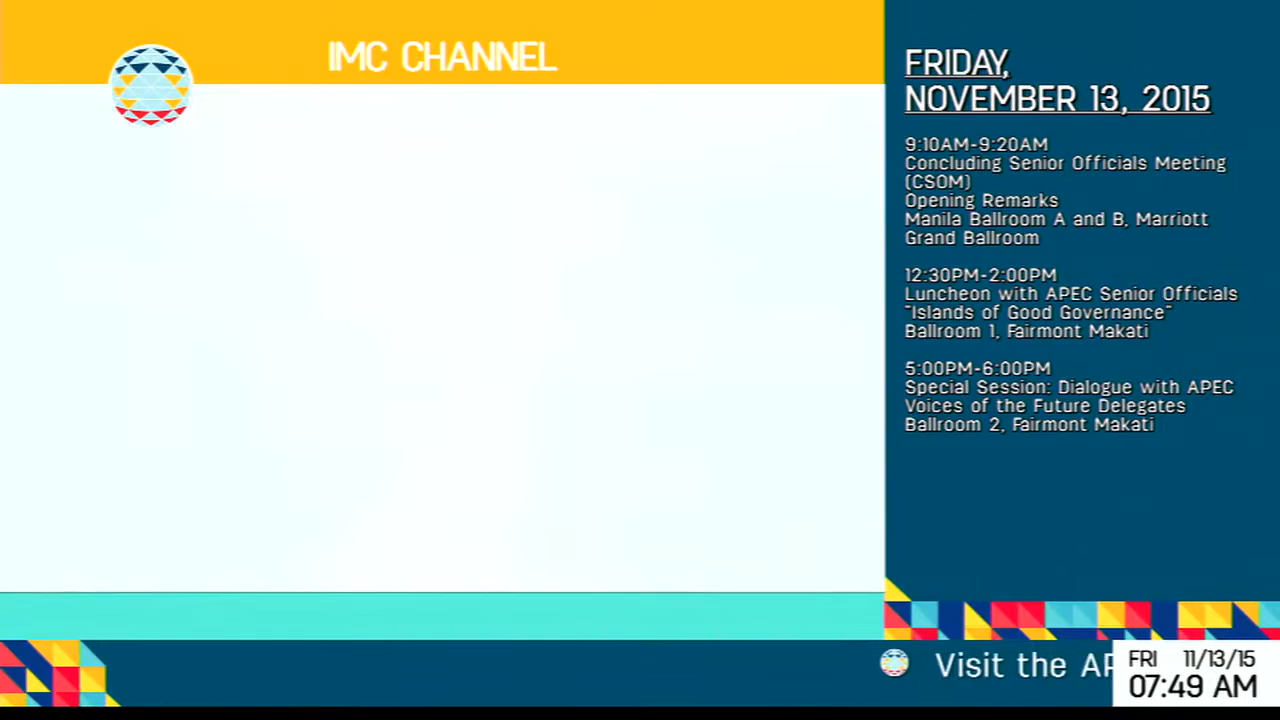 IMC CHANNEL
FRIDAY,
NOVEMBER 13, 2015
9:10AM-9:20AM
Concluding Senior Officials Meeting
(CSOM)
Opening Remarks
Manila Ballroom A and B, Marriott
Grand Ballroom
12:30PM-2:00PM
Luncheon with APEC Senior Officials
"Islands of Good Governance"
Ballroom 1, Fairmont Makati
5:00PM-6:00PM
Special Session: Dialogue with APEC
Voices of the Future Delegates
Ballroom 2, Fairmont Makati
Visit the
FRI 11/13/15
07:49 AM